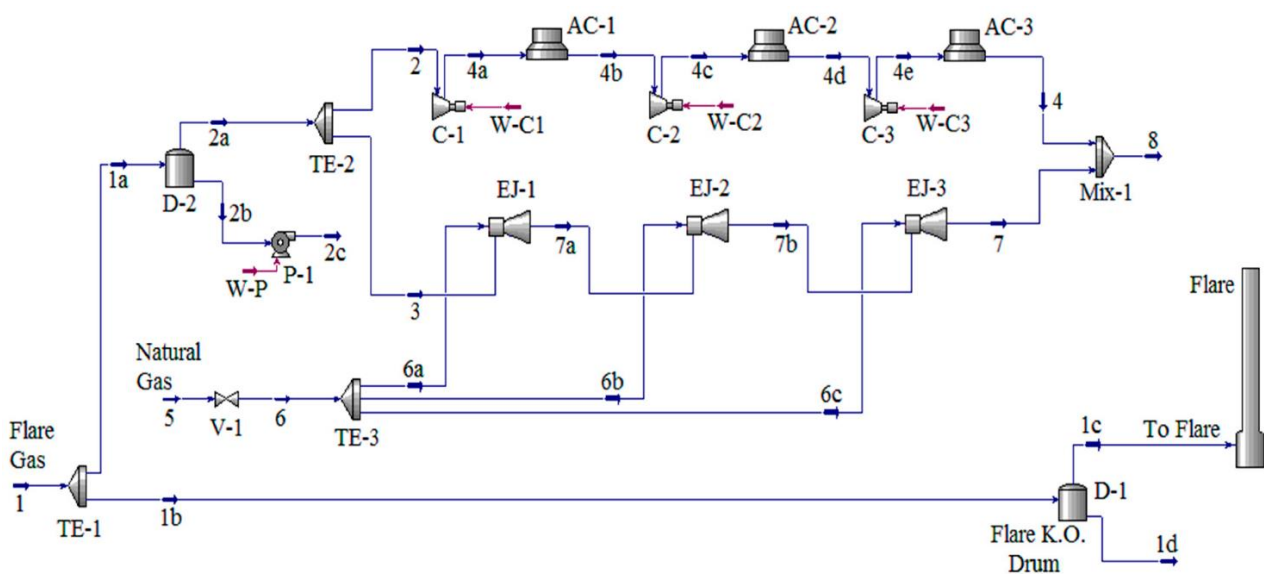 AC-1
AC-2
AC-3
2
4a
4b
4c
4d
4e
4
2a
W-C1
W-C2
W-C3
C-1
C-2
C-3
8
TE-2
1a
Mix-1
D-2
EJ-1
EJ-2
EJ-3
2b
2c
7a
7b
7
W-P
P-1
3
Flare
Natural
Gas
6a
6b
6c
5
V-1
6
TE-3
1c
To Flare
Flare
Gas
1
TE-1
1b
D-1
Flare K.O.
Drum
1d